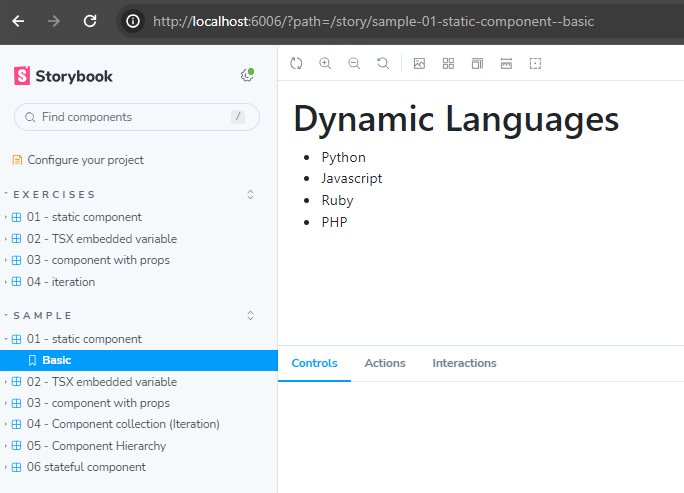 http://localhost:6006/?path=/story/sample-01-static-component--basic
Storybook
Find components /
Configure your project
EXERCISES
01 - static component
02 - TSX embedded variable
03 - component with props
04 - iteration
SAMPLE
01 - static component
Basic
02 - TSX embedded variable
03 - component with props
04 - Component collection (Iteration)
05 - Component Hierarchy
06 stateful component
Dynamic Languages
Python
Javascript
Ruby
PHP
Controls Actions Interactions